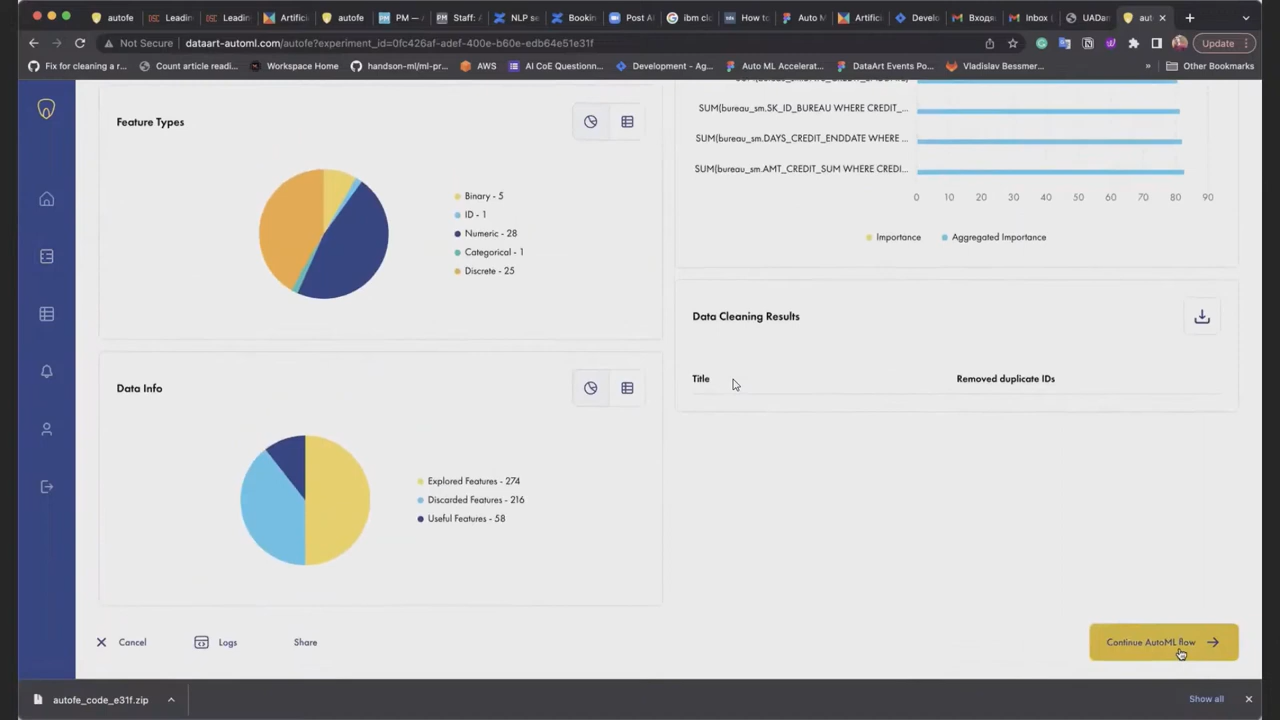 autofe
Leadin
Leadin
Artific
autofe
PM —
Staff:
NLP se
Bookin
Post A
ibm clo
How to
Auto M
Artific
Develo
Входя
Inbox (
UADar
aut
Not Secure
dataart-automl.com/autofe?experiment_id=0fc426af-adef-400e-b60e-edb64e51e31f
Update
Fix for cleaning a r...
Count article readi...
Workspace Home
handson-ml/ml-pr...
AWS
AI CoE Questionn...
Development - Ag...
Auto ML Accelerat...
DataArt Events Po...
Vladislav Bessmer...
»
Other Bookmarks
Feature Types
Binary - 5
ID - 1
Numeric - 28
Categorical - 1
Discrete - 25
Data Info
Explored Features - 274
Discarded Features - 216
Useful Features - 58
SUM(bureau_sm.SK_ID_BUREAU WHERE CREDIT_...
SUM(bureau_sm.DAYS_CREDIT_ENDDATE WHERE ...
SUM(bureau_sm.AMT_CREDIT_SUM WHERE CREDI...
0 10 20 30 40 50 60 70 80 90
Importance
Aggregated Importance
Data Cleaning Results
Title
Removed duplicate IDs
Cancel
Logs
Share
Continue AutoML flow
autofe_code_e31f.zip
Show all